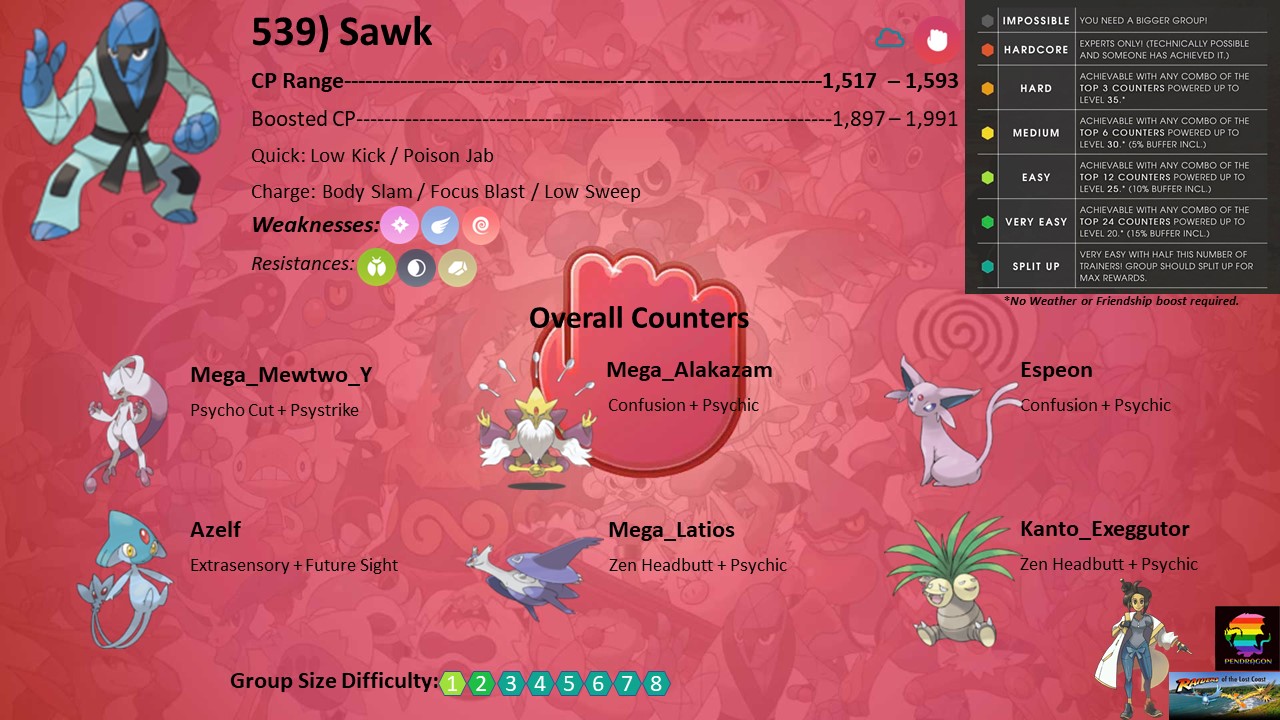 539) Sawk
CP Range--------------------------------------------------------------------1,517 – 1,593
Boosted CP--------------------------------------------------------------------1,897 – 1,991
Quick: Low Kick / Poison Jab
Charge: Body Slam / Focus Blast / Low Sweep
Weaknesses:
Resistances:
IMPOSSIBLE YOU NEED A BIGGER GROUP!
HARDCORE EXPERTS ONLY! (TECHNICALLY POSSIBLE
AND SOMEONE HAS ACHIEVED IT.)
HARD ACHIEVABLE WITH ANY COMBO OF THE
TOP 3 COUNTERS POWERED UP TO
LEVEL 35.*
MEDIUM ACHIEVABLE WITH ANY COMBO OF THE
TOP 6 COUNTERS POWERED UP TO
LEVEL 30.* (5% BUFFER INCL.)
EASY ACHIEVABLE WITH ANY COMBO OF THE
TOP 12 COUNTERS POWERED UP TO
LEVEL 25.* (10% BUFFER INCL.)
VERY EASY ACHIEVABLE WITH ANY COMBO OF THE
TOP 24 COUNTERS POWERED UP TO
LEVEL 20.* (15% BUFFER INCL.)
SPLIT UP VERY EASY WITH HALF THIS NUMBER OF
TRAINERS! GROUP SHOULD SPLIT UP FOR
MAX REWARDS.
*No Weather or Friendship boost required.
Overall Counters
Mega_Mewtwo_Y
Psycho Cut + Psystrike
Mega_Alakazam
Confusion + Psychic
Espeon
Confusion + Psychic
Azelf
Extrasensory + Future Sight
Mega_Latios
Zen Headbutt + Psychic
Kanto_Exeggutor
Zen Headbutt + Psychic
Group Size Difficulty: 1 2 3 4 5 6 7 8
PENDRAGON
RAIDERS of the Lost Coast